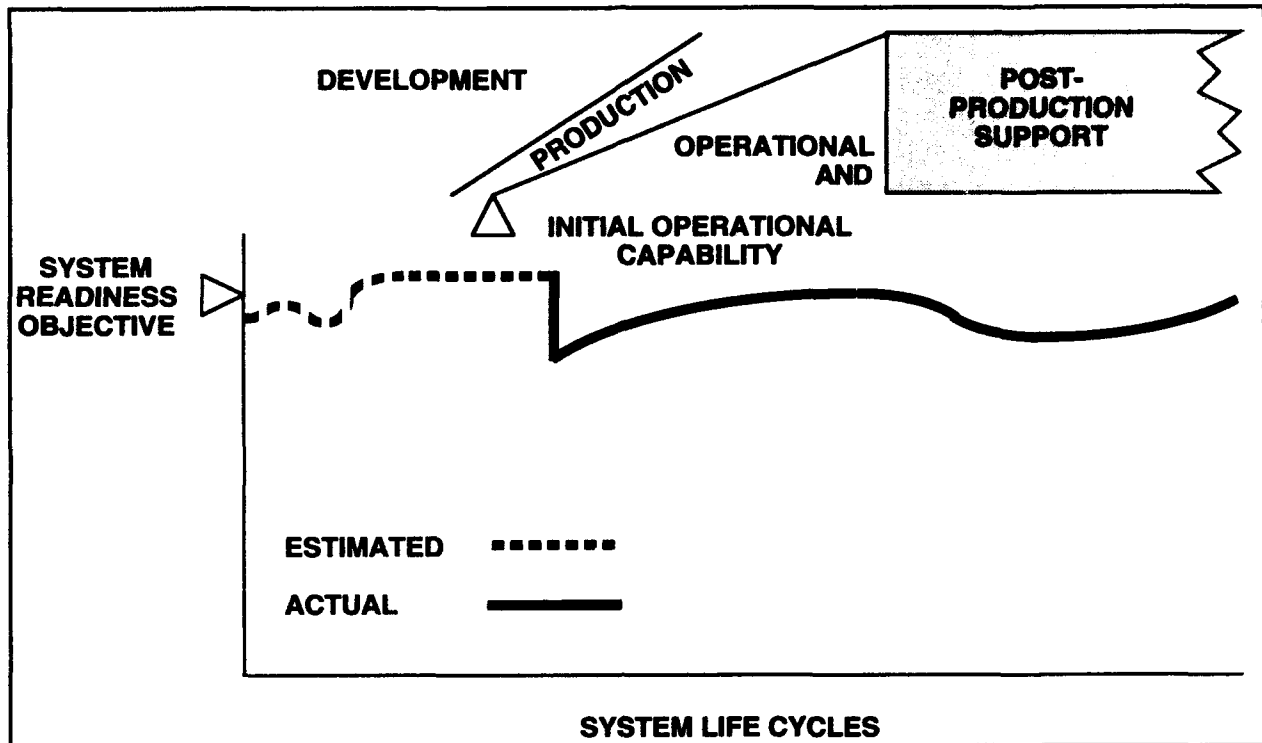 DEVELOPMENT
PRODUCTION
OPERATIONAL
AND
POST-
PRODUCTION
SUPPORT
INITIAL OPERATIONAL
CAPABILITY
SYSTEM
READINESS
OBJECTIVE
ESTIMATED
ACTUAL
SYSTEM LIFE CYCLES